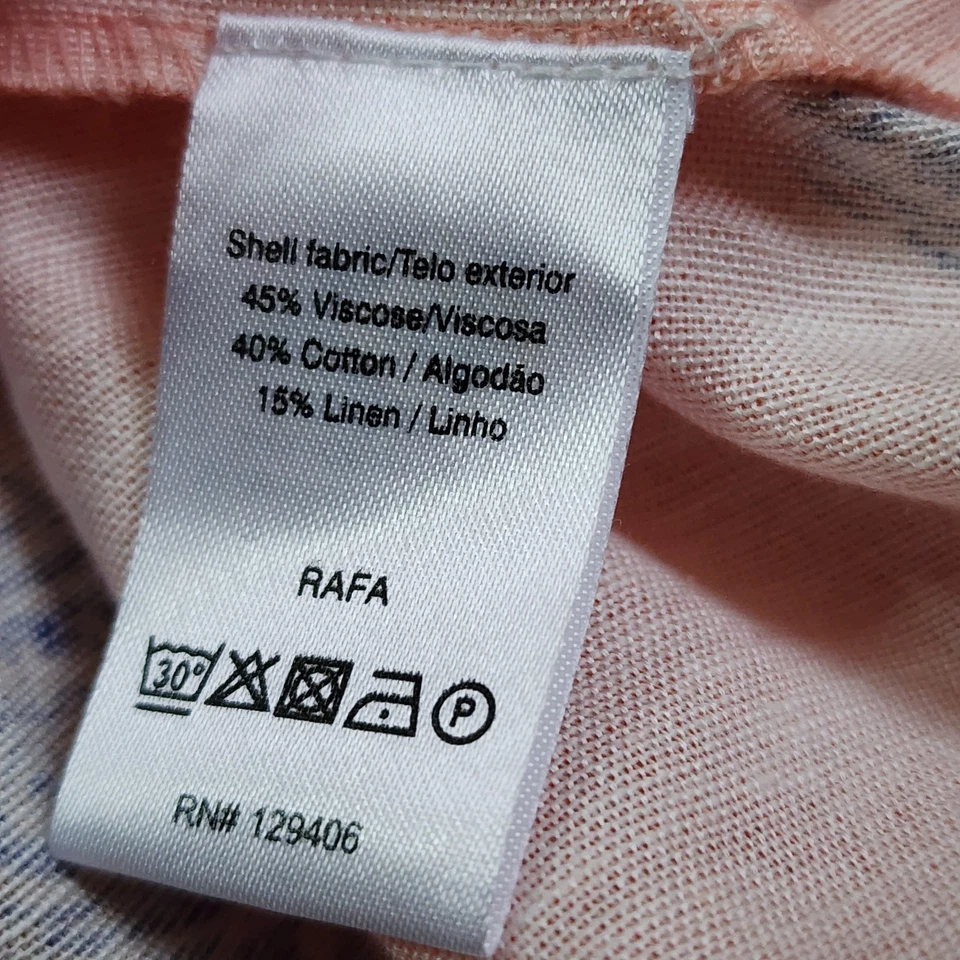 Shell fabric/Telo exterior
45% Viscose/Viscosa
40% Cotton / Algodão
15% Linen / Linho
RAFA
30°
P
RN# 129406